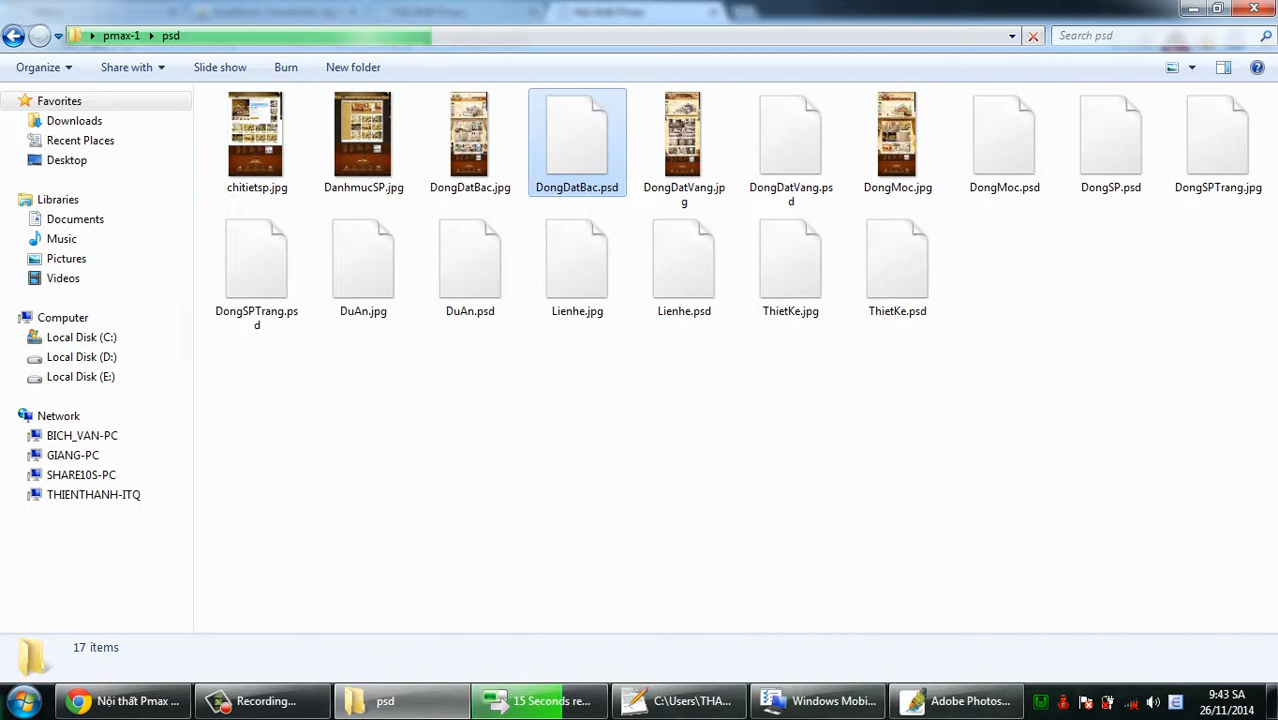 pmax-1 ▸ psd
Search psd
Organize
Share with
Slide show
Burn
New folder
Favorites
Downloads
Recent Places
Desktop
Libraries
Documents
Music
Pictures
Videos
Computer
Local Disk (C:)
Local Disk (D:)
Local Disk (E:)
Network
BICH_VAN-PC
GIANG-PC
SHARE10S-PC
THIENTHANH-ITQ
chitietsp.jpg
DanhmucSP.jpg
DongDatBac.jpg
DongDatBac.psd
DongDatVang.jp
g
DongDatVang.ps
d
DongMoc.jpg
DongMoc.psd
DongSP.psd
DongSPTrang.jpg
DongSPTrang.ps
d
DuAn.jpg
DuAn.psd
Lienhe.jpg
Lienhe.psd
ThietKe.jpg
ThietKe.psd
17 items
Nội thất Pmax ...
Recording...
psd
15 Seconds re...
C:\Users\THA...
Windows Mobi...
Adobe Photos...
9:43 SA
26/11/2014